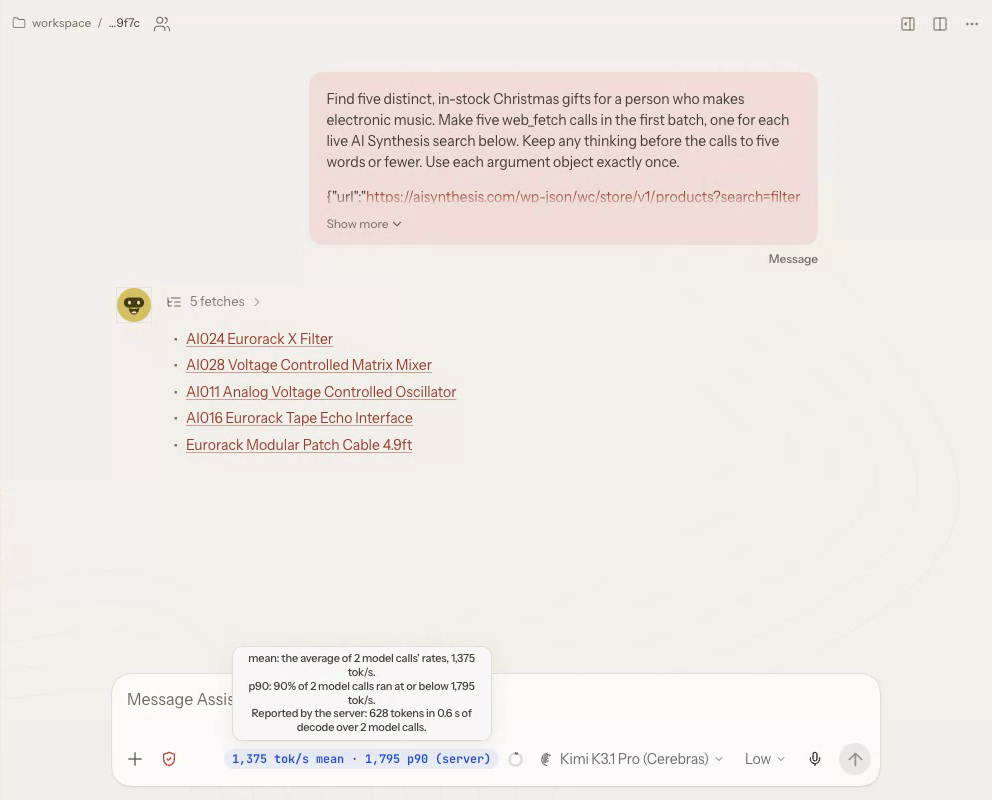 workspace / ...9f7c
Find five distinct, in-stock Christmas gifts for a person who makes
electronic music. Make five web_fetch calls in the first batch, one for each
live AI Synthesis search below. Keep any thinking before the calls to five
words or fewer. Use each argument object exactly once.
{"url":"https://aisynthesis.com/wp-json/wc/store/v1/products?search=filter
Show more
Message
5 fetches
AI024 Eurorack X Filter
AI028 Voltage Controlled Matrix Mixer
AI011 Analog Voltage Controlled Oscillator
AI016 Eurorack Tape Echo Interface
Eurorack Modular Patch Cable 4.9ft
mean: the average of 2 model calls' rates, 1,375
tok/s.
p90: 90% of 2 model calls ran at or below 1,795
tok/s.
Reported by the server: 628 tokens in 0.6 s of
decode over 2 model calls.
Message Assis
1,375 tok/s mean · 1,795 p90 (server)
Kimi K3.1 Pro (Cerebras)
Low